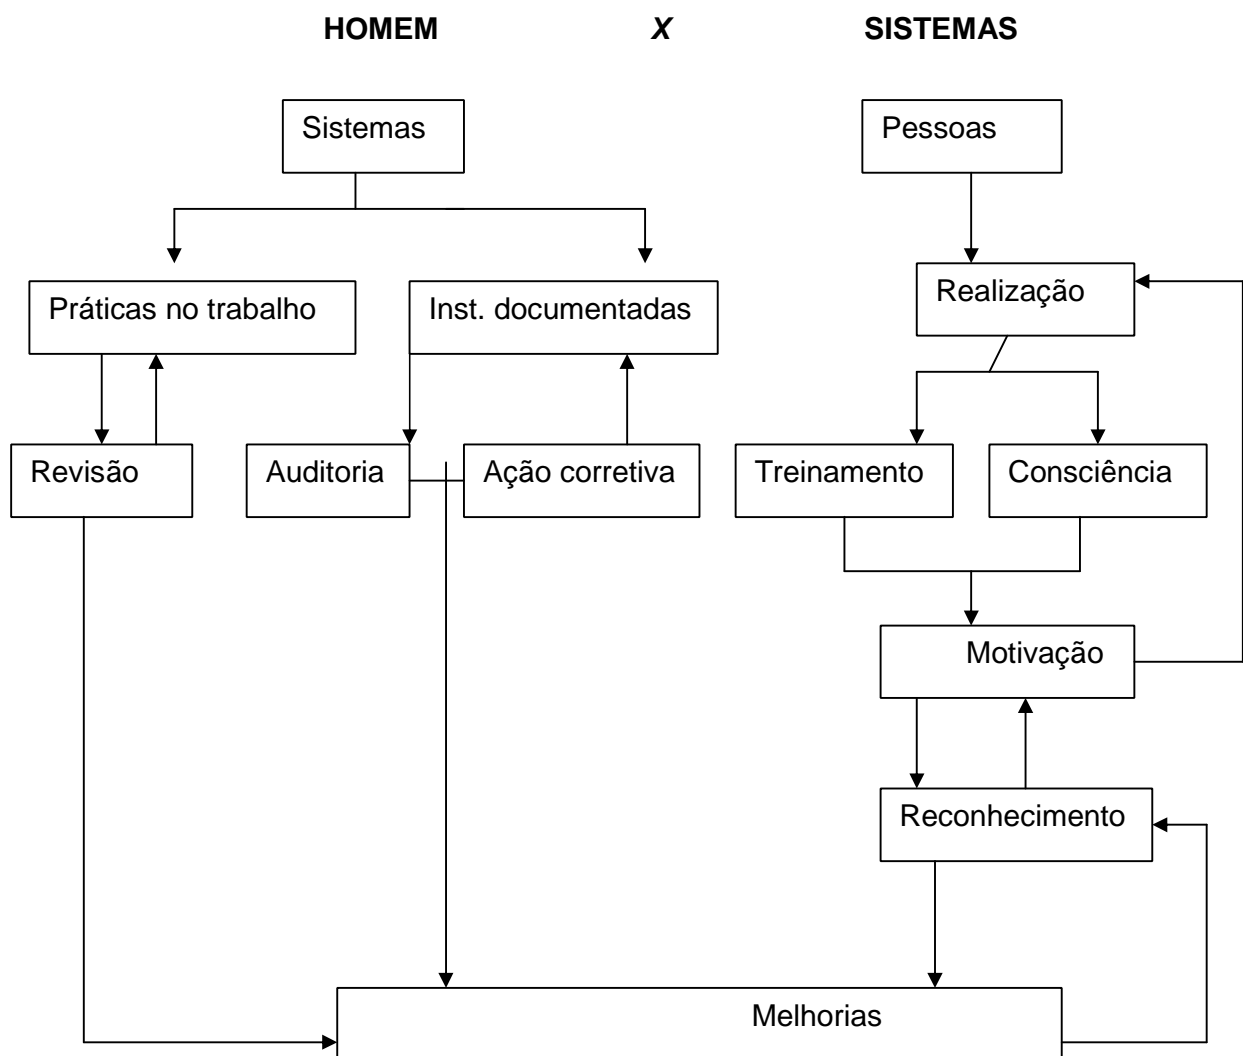 HOMEM X SISTEMAS
Sistemas
Pessoas
Práticas no trabalho
Inst. documentadas
Realização
Revisão
Auditoria
Ação corretiva
Treinamento
Consciência
Motivação
Reconhecimento
Melhorias